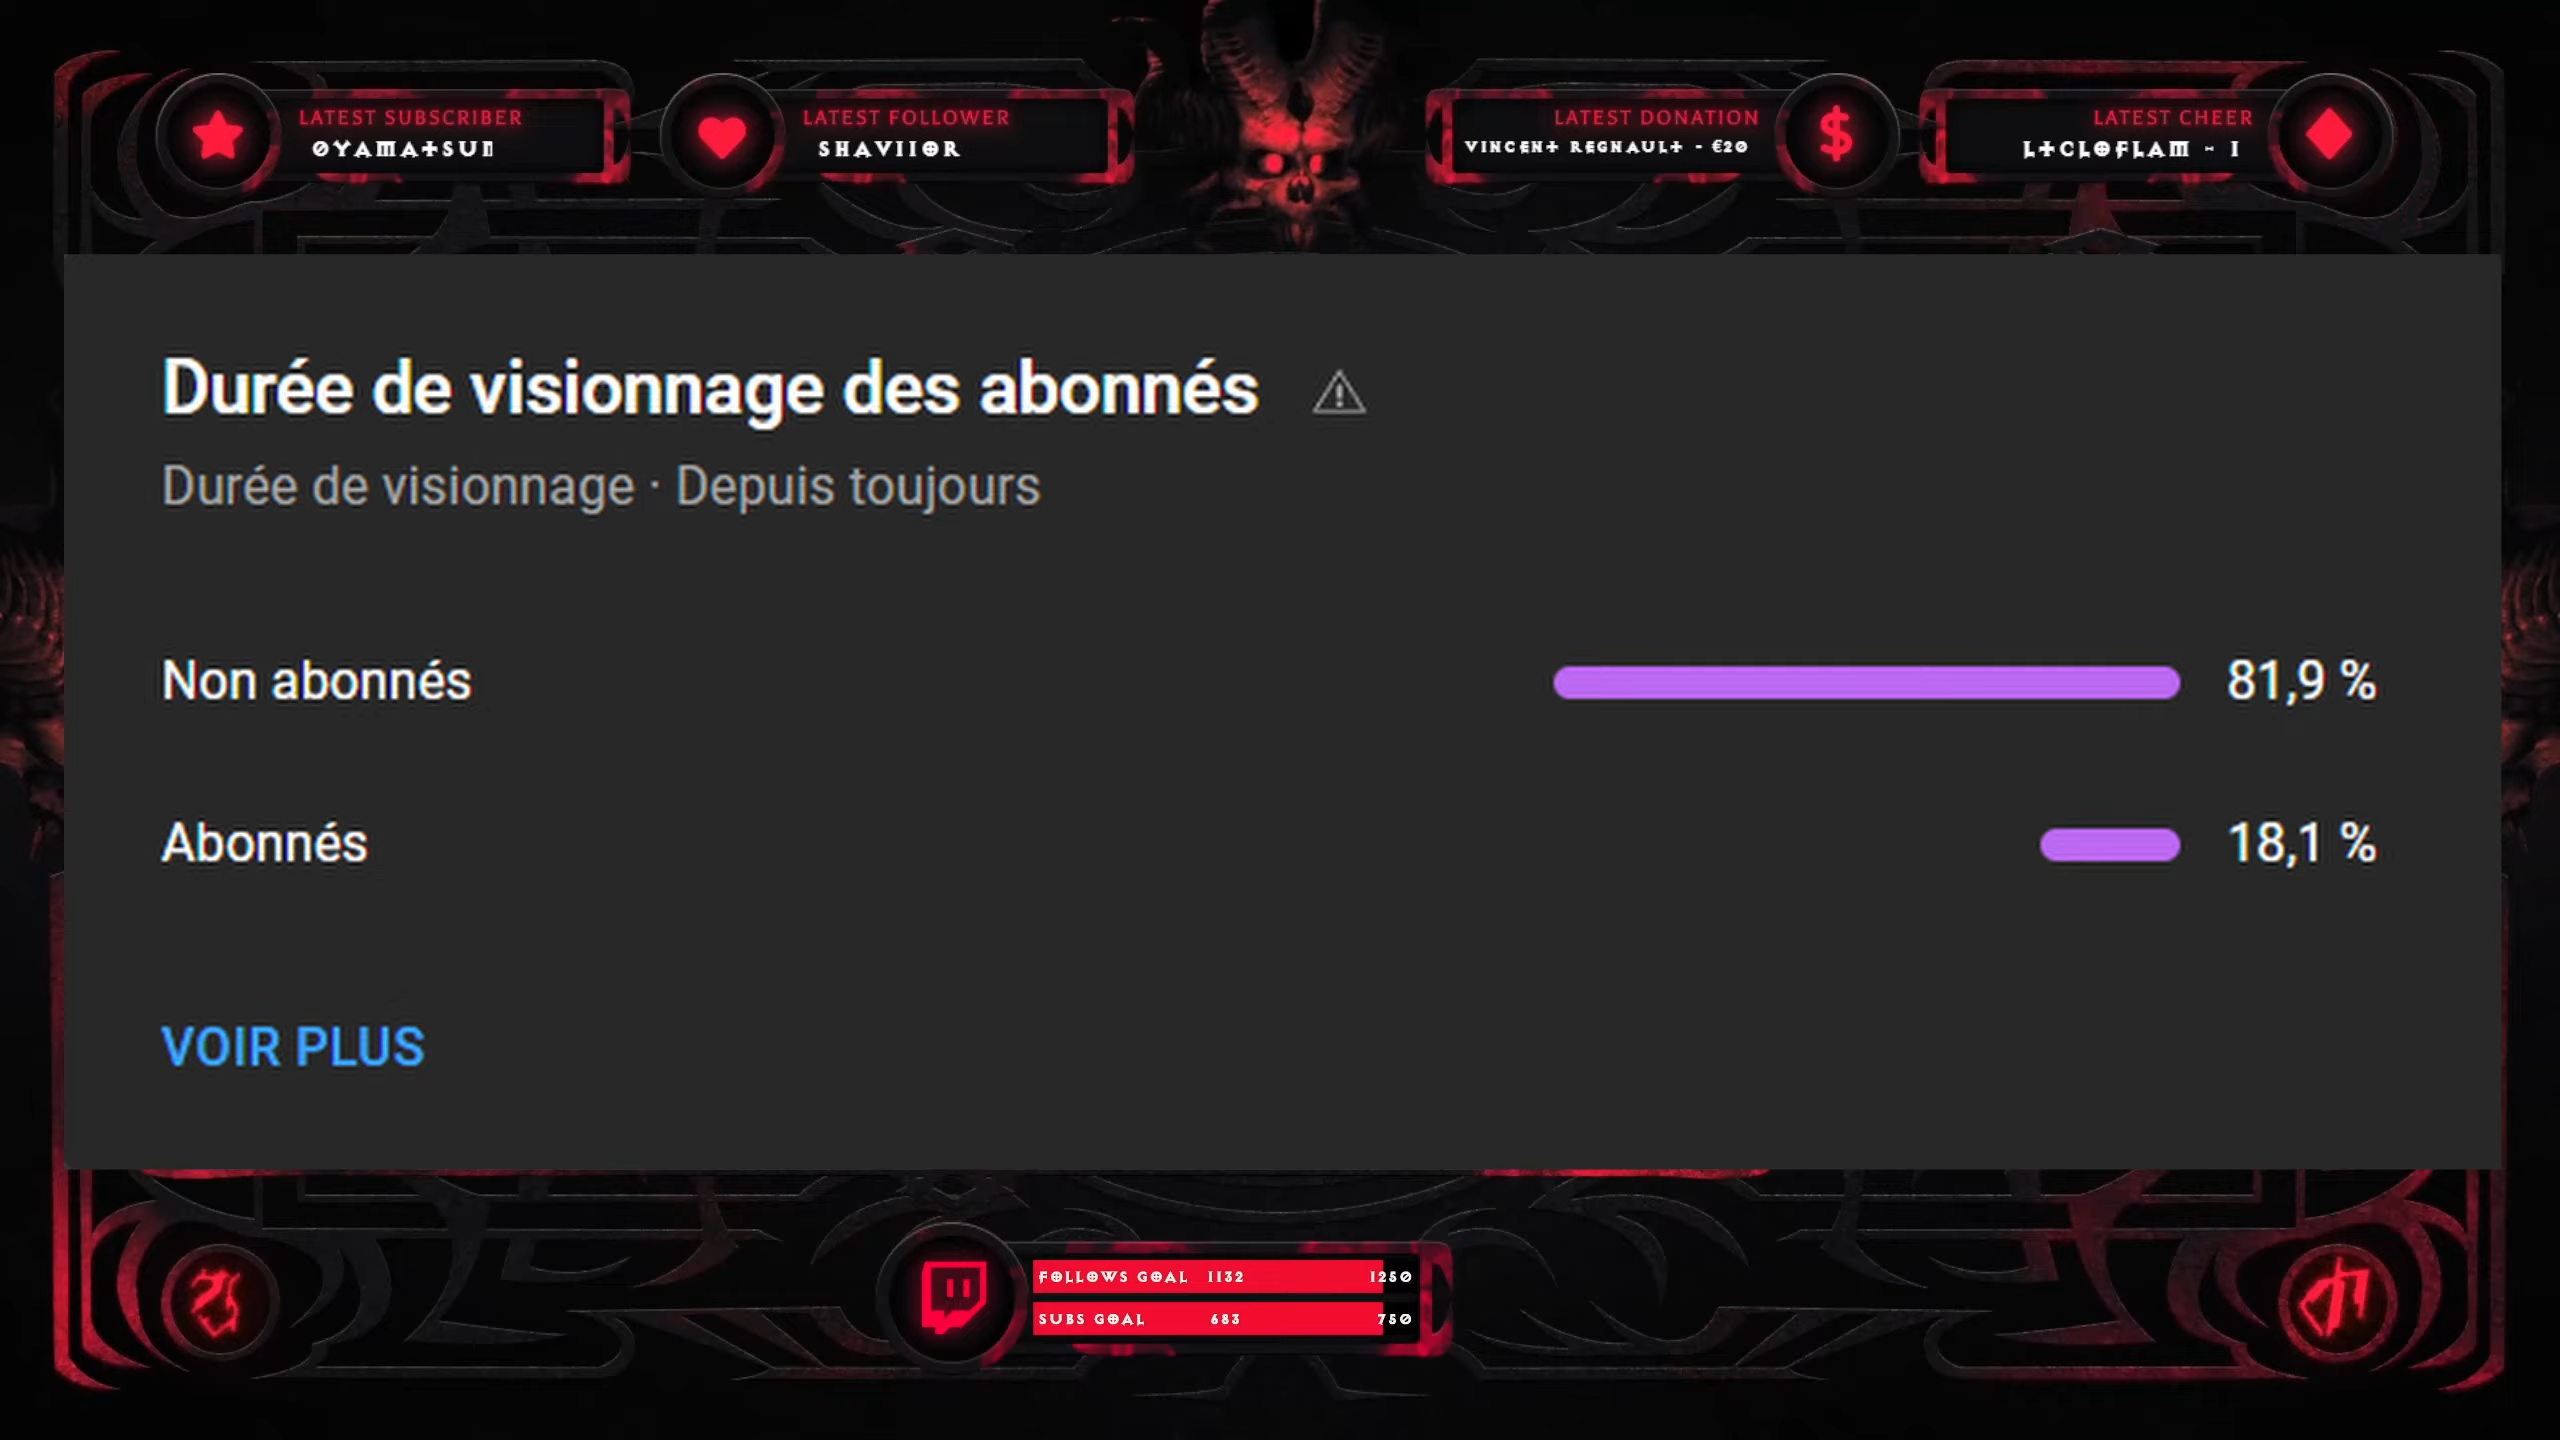 LATEST SUBSCRIBER
OYAMATSUN
LATEST FOLLOWER
SHAVIIOR
LATEST DONATION
VINCENT REGNAULT - €20
LATEST CHEER
LTCLOFLAM - 1
Durée de visionnage des abonnés
Durée de visionnage · Depuis toujours
Non abonnés 81,9 %
Abonnés 18,1 %
VOIR PLUS
FOLLOWS GOAL 1132 1250
SUBS GOAL 683 750